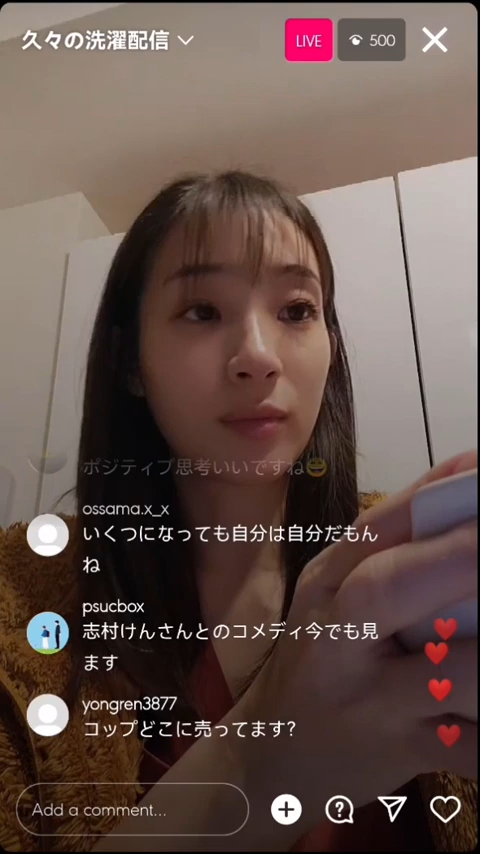 久々の洗濯配信
LIVE
500
ポジティブ思考いいですね😄
ossama.x_x
いくつになっても自分は自分だもん
ね
psucbox
志村けんさんとのコメディ今でも見
ます
yongren3877
コップどこに売ってます?
Add a comment...